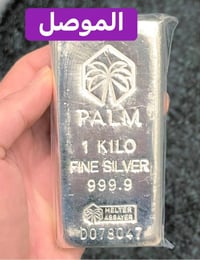 الموصل
PALM
1 KILO
FINE SILVER
999.9
MELTER
ASSAYER
D078047